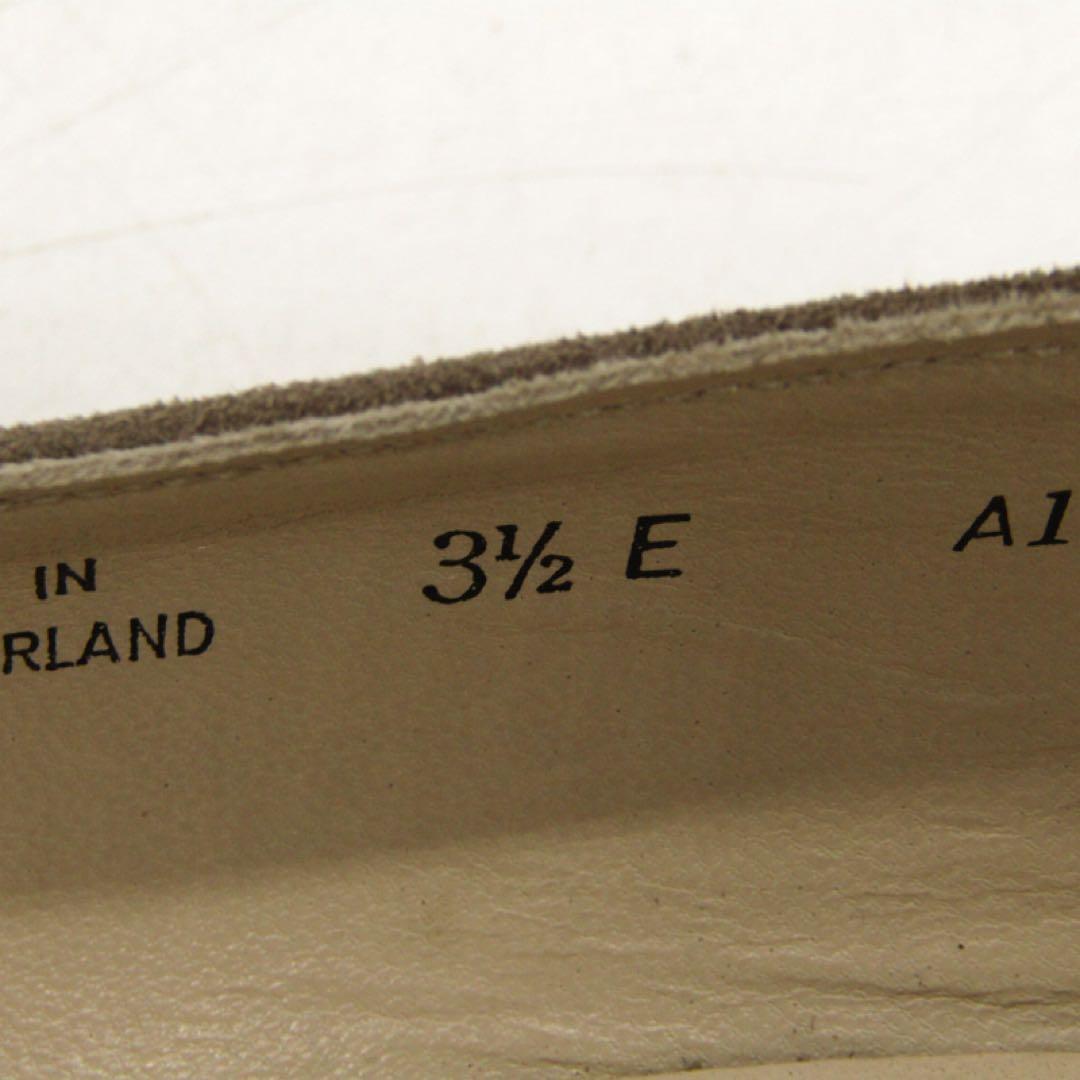 IN
RLAND
3½ E
A1